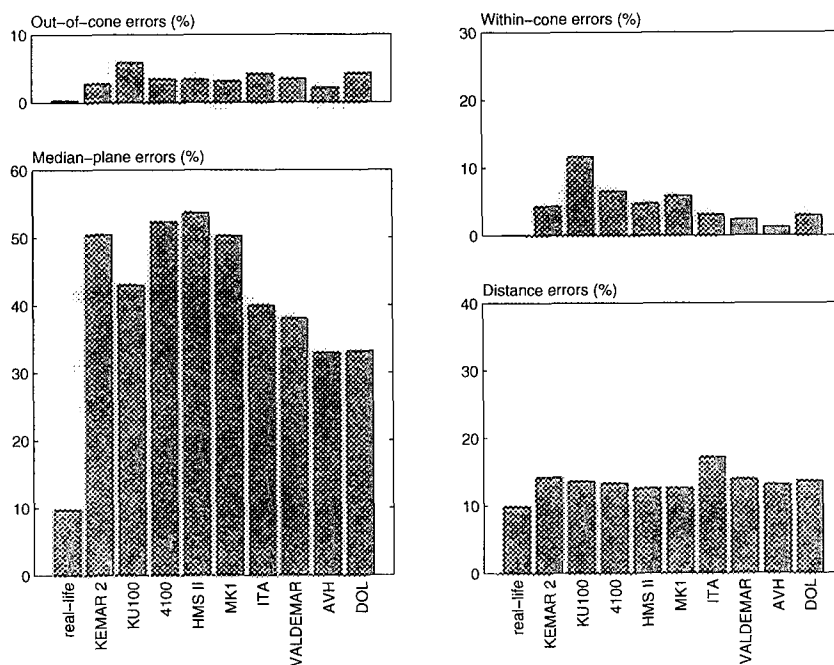 Out-of-cone errors (%)
10
0
Median-plane errors (%)
60
50
40
30
20
10
0
real-life
KEMAR 2
KU100
4100
HMS II
MK1
ITA
VALDEMAR
AVH
DOL
Within-cone errors (%)
30
20
10
0
Distance errors (%)
40
30
20
10
0
real-life
KEMAR 2
KU100
4100
HMS II
MK1
ITA
VALDEMAR
AVH
DOL